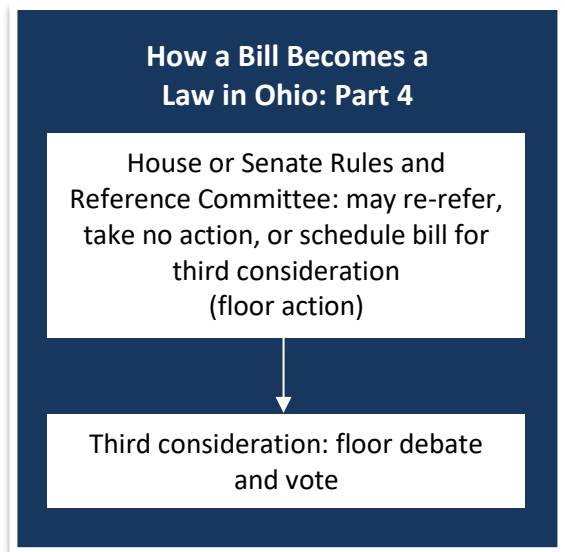 How a Bill Becomes a
Law in Ohio: Part 4
House or Senate Rules and
Reference Committee: may re-refer,
take no action, or schedule bill for
third consideration
(floor action)
Third consideration: floor debate
and vote